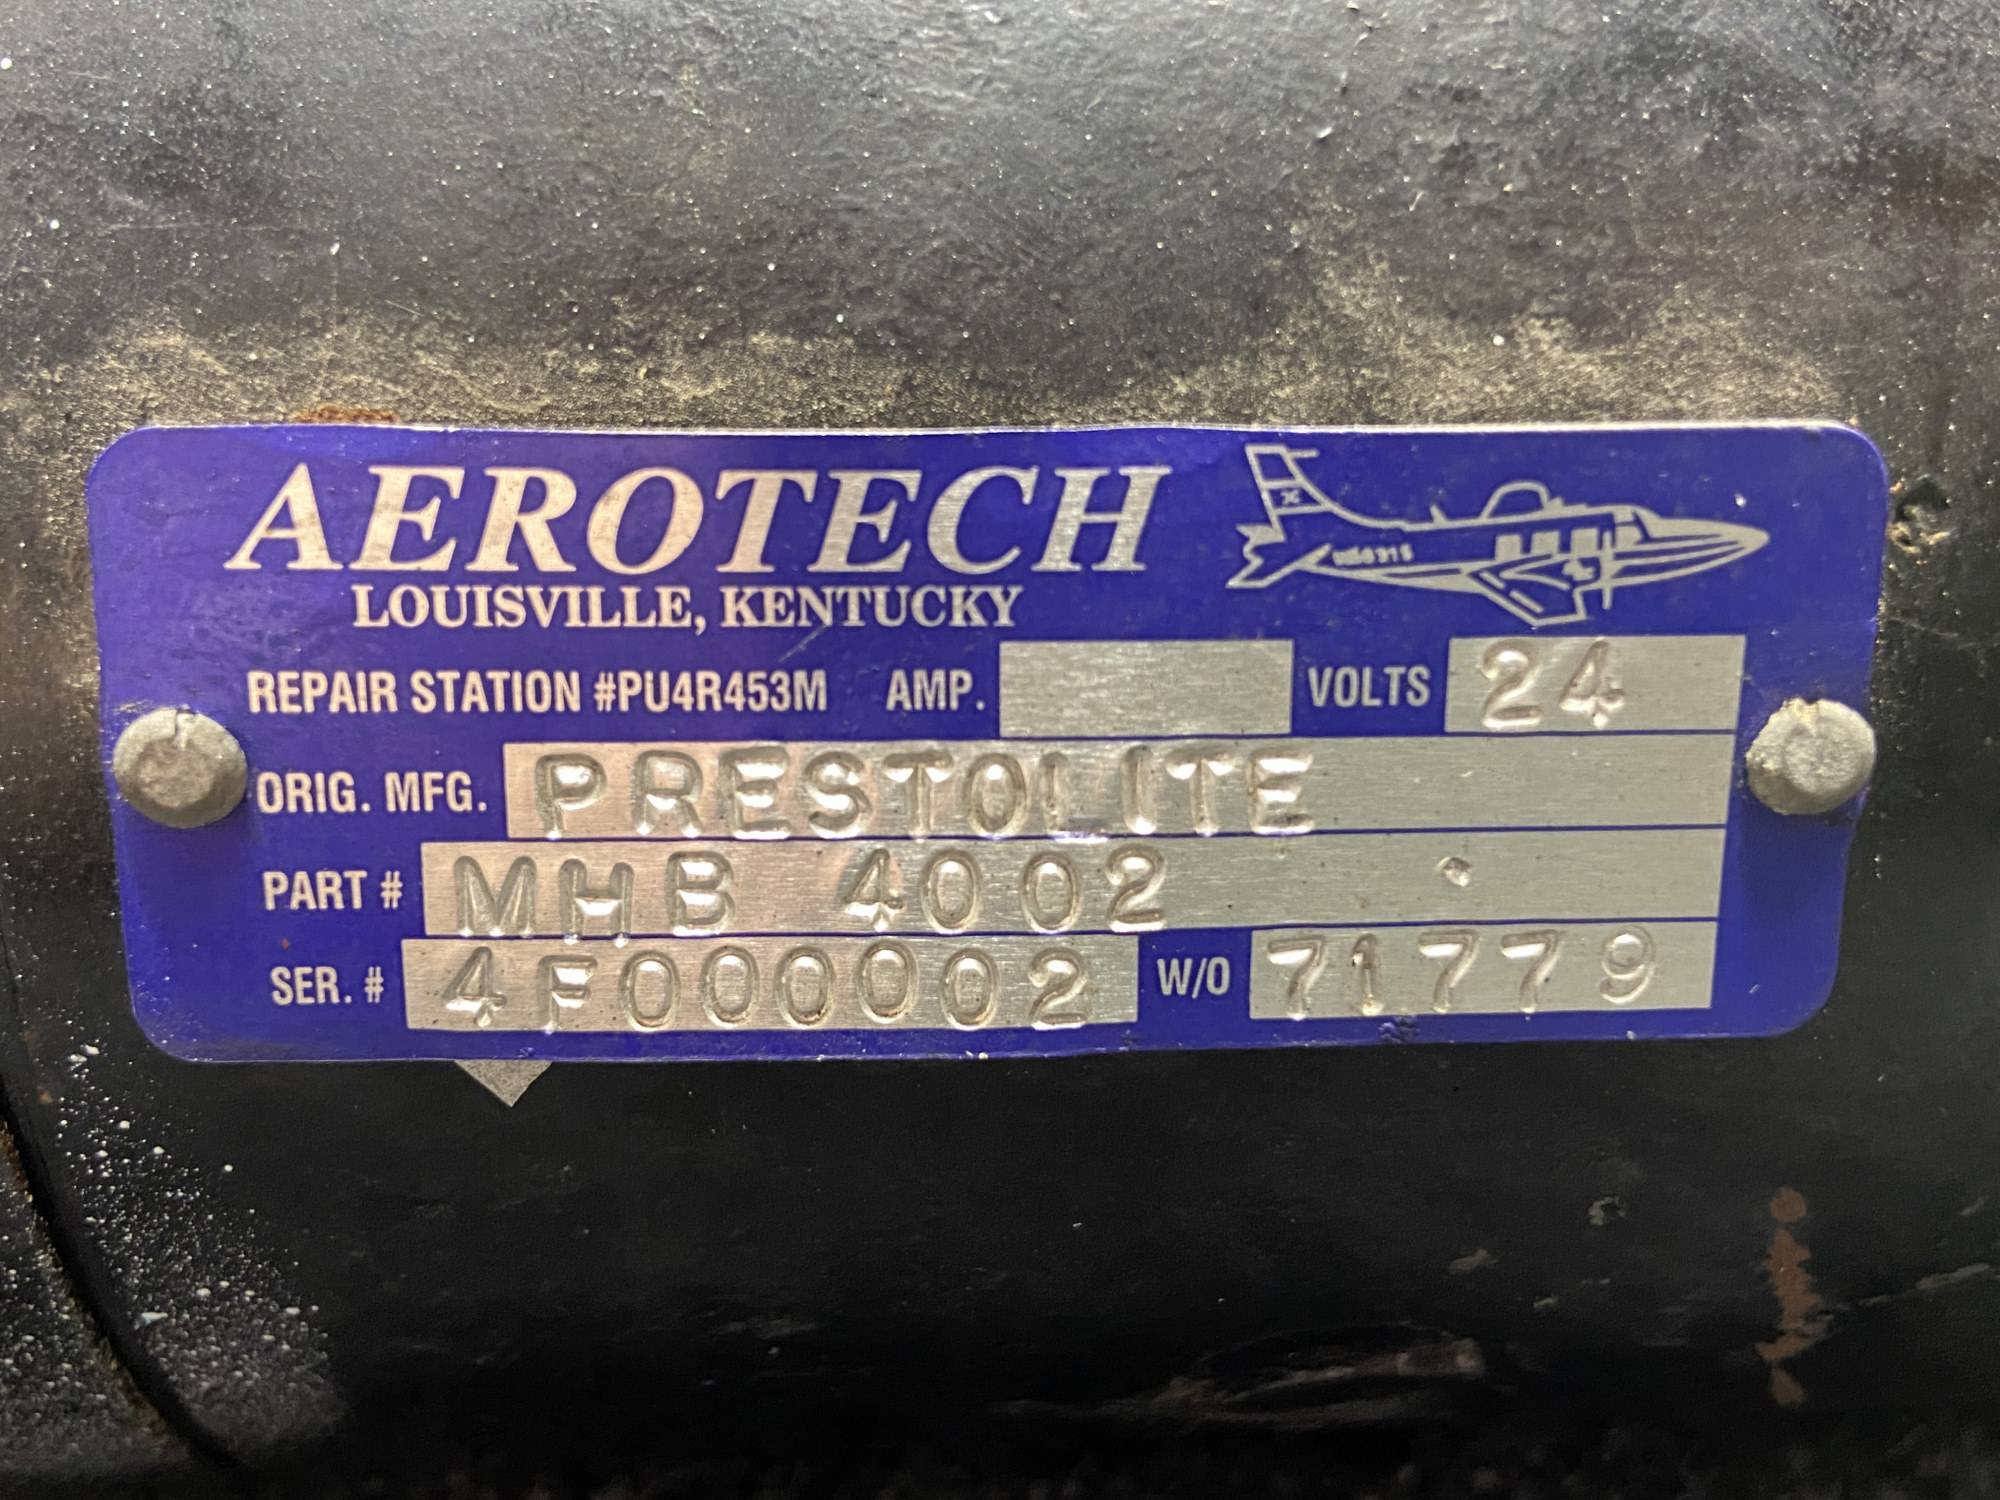 AEROTECH
LOUISVILLE, KENTUCKY
REPAIR STATION #PU4R453M AMP. VOLTS 24
ORIG. MFG. PRESTOLITE
PART # MHB 4002
SER. # 4F000002 W/O 71779